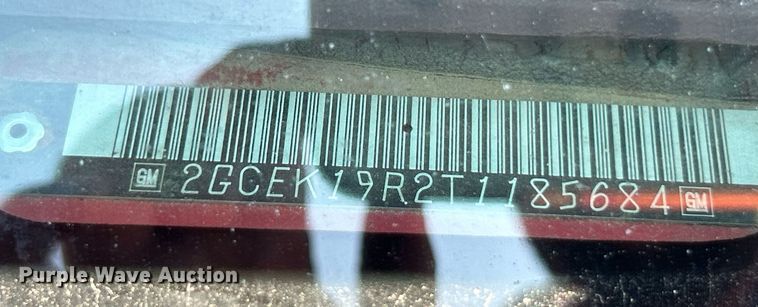 GM 2GCEK19R2T1185684 GM
Purple Wave Auction